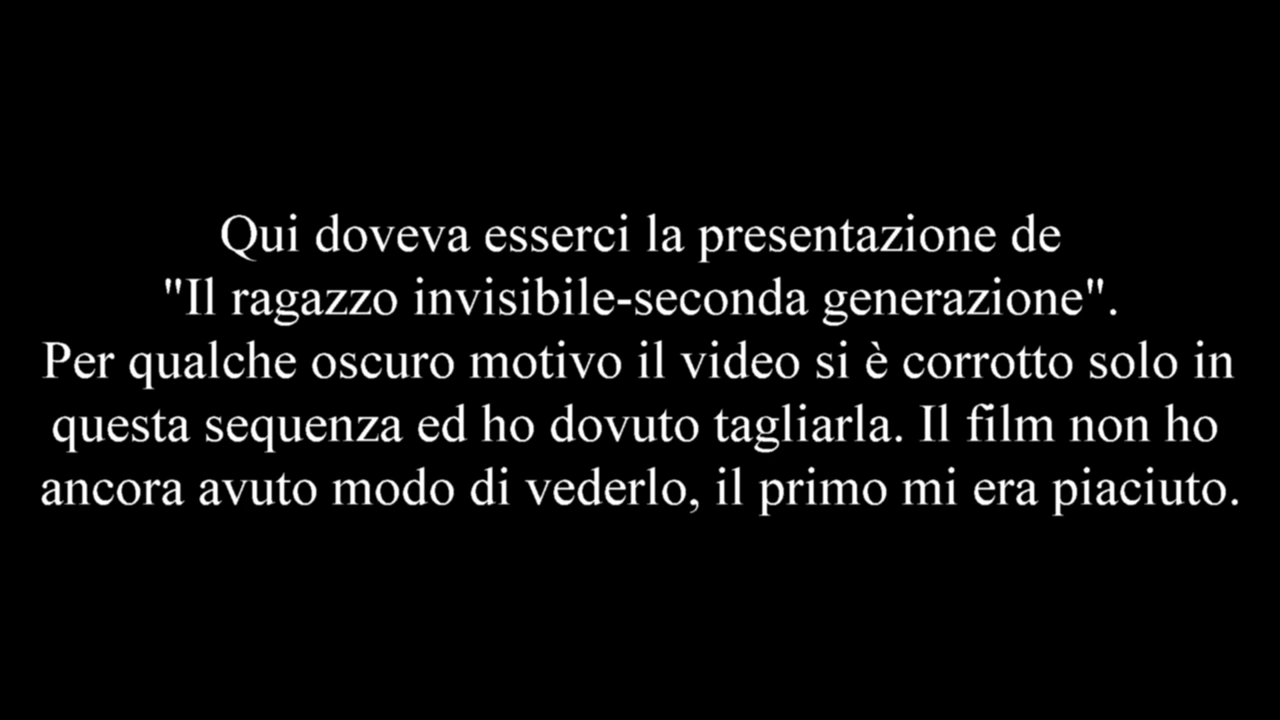 Qui doveva esserci la presentazione de
"Il ragazzo invisibile-seconda generazione".
Per qualche oscuro motivo il video si è corrotto solo in
questa sequenza ed ho dovuto tagliarla. Il film non ho
ancora avuto modo di vederlo, il primo mi era piaciuto.